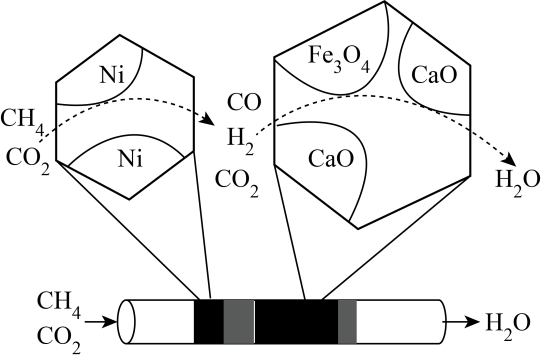 Ni
Fe₃O₄
CaO
CH₄
CO₂
Ni
CO
H₂
CO₂
CaO
H₂O
CH₄
CO₂
H₂O